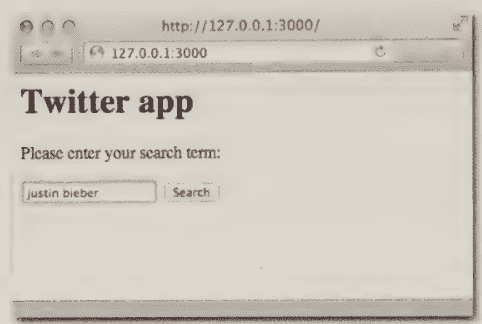 http://127.0.0.1:3000/
127.0.0.1:3000
Twitter app
Please enter your search term:
justin bieber Search